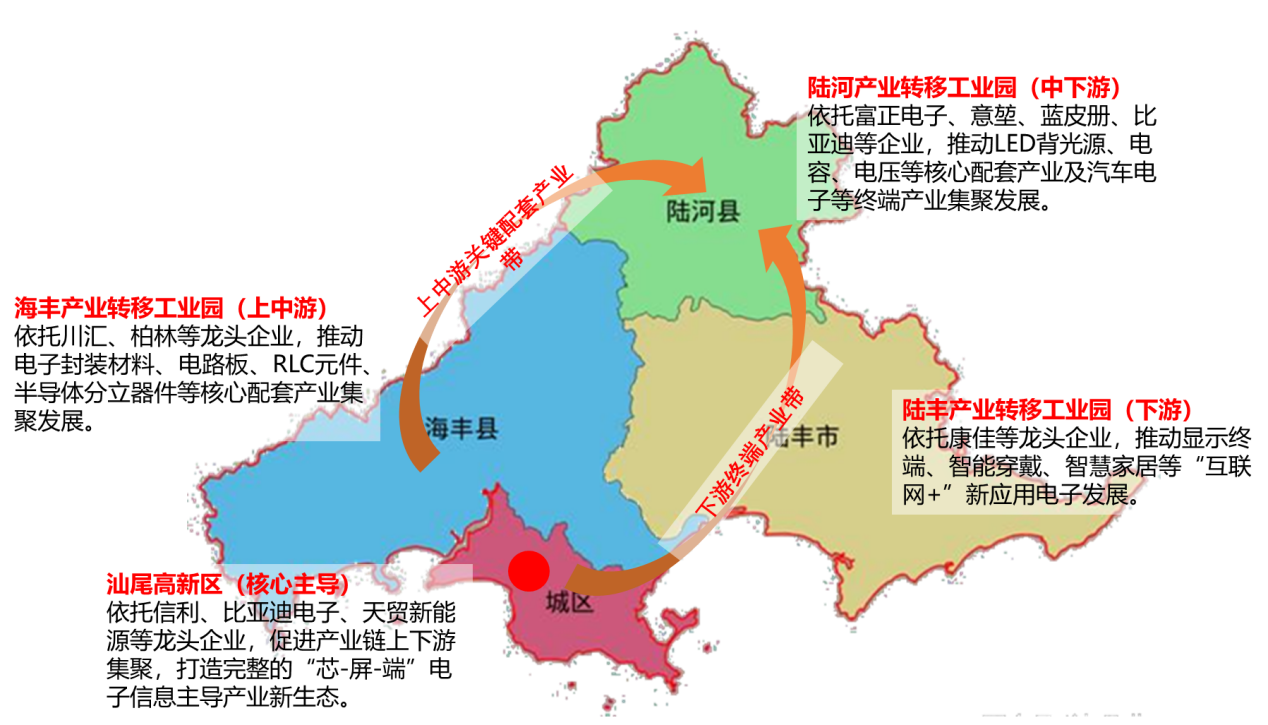 陆河产业转移工业园（中下游）
依托富正电子、意堃、蓝皮册、比
亚迪等企业，推动LED背光源、电
容、电压等核心配套产业及汽车电
子等终端产业集聚发展。
上中游关键配套产业
带
陆河县
海丰产业转移工业园（上中游）
依托川汇、柏林等龙头企业，推动
电子封装材料、电路板、RLC元件、
半导体分立器件等核心配套产业集
聚发展。
海丰县
下游终端产业带
陆丰市
陆丰产业转移工业园（下游）
依托康佳等龙头企业，推动显示终
端、智能穿戴、智慧家居等“互联
网+”新应用电子发展。
汕尾高新区（核心主导）
依托信利、比亚迪电子、天贸新能
源等龙头企业，促进产业链上下游
集聚，打造完整的“芯-屏-端”电
子信息主导产业新生态。
城区